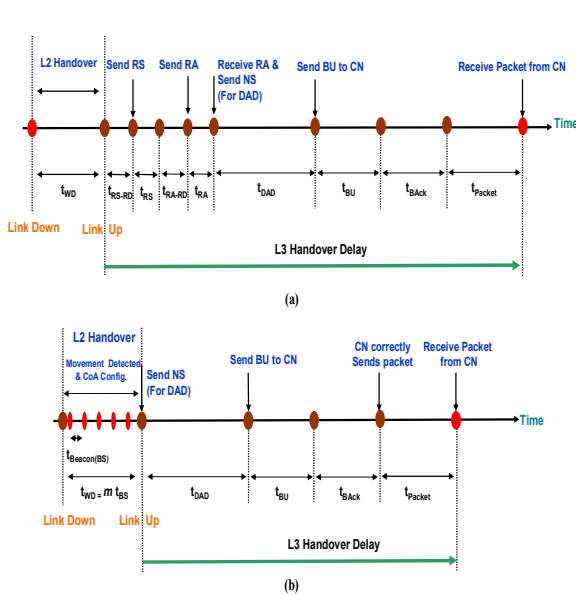 L2 Handover
Send RS
Send RA
Receive RA &
Send NS
(For DAD)
Send BU to CN
Receive Packet from CN
Time
tWD
tRS-RD
tRS
tRA-RD
tRA
tDAD
tBU
tBAck
tPacket
Link Down
Link Up
L3 Handover Delay
(a)
L2 Handover
Movement Detected
& CoA Config.
Send NS
(For DAD)
Send BU to CN
CN correctly
Sends packet
Receive Packet
from CN
Time
tBeacon(BS)
tWD = m tBS
tDAD
tBU
tBAck
tPacket
Link Down
Link Up
L3 Handover Delay
(b)